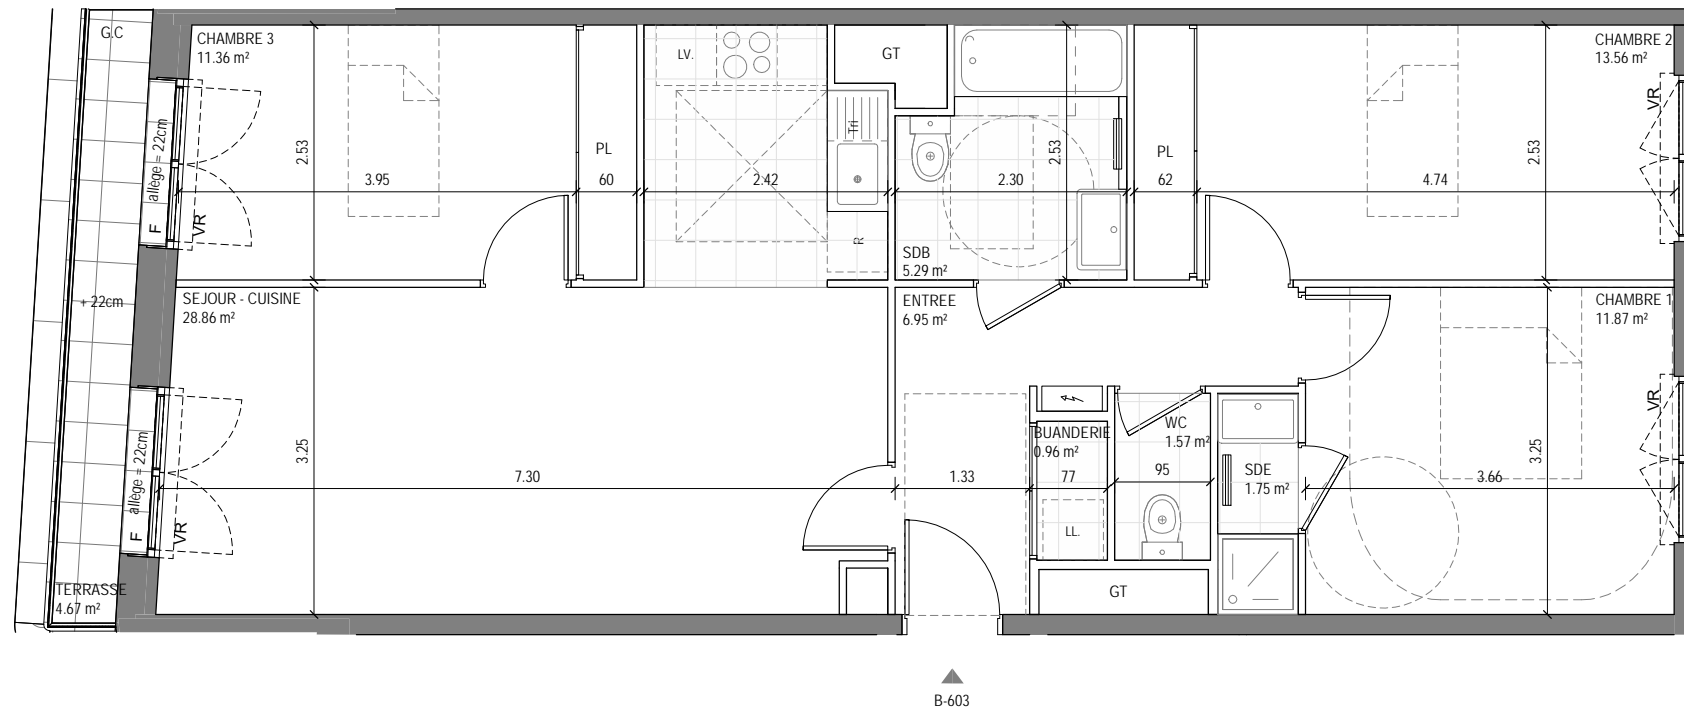 G.C
CHAMBRE 3
11.36 m²
LV.
GT
CHAMBRE 2
13.56 m²
VR
allège = 22cm
F
VR
2.53
3.95
PL
60
2.42
Tri
R
2.30
2.53
PL
62
4.74
2.53
SDB
5.29 m²
+ 22cm
SEJOUR - CUISINE
28.86 m²
ENTREE
6.95 m²
CHAMBRE 1
11.87 m²
VR
allège = 22cm
F
VR
3.25
7.30
1.33
BUANDERIE
0.96 m²
77
LL.
WC
1.57 m²
95
SDE
1.75 m²
3.66
3.25
GT
TERRASSE
4.67 m²
B-603